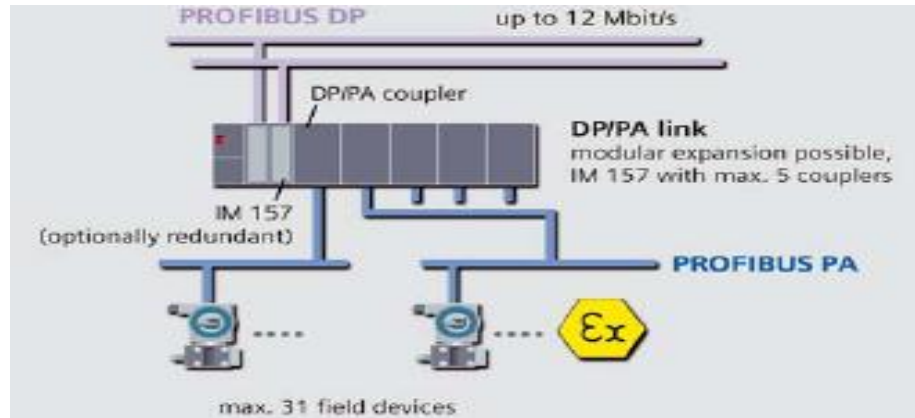 PROFIBUS DP
up to 12 Mbit/s
DP/PA coupler
DP/PA link
modular expansion possible,
IM 157 with max. 5 couplers
IM 157
(optionally redundant)
PROFIBUS PA
Ex
max. 31 field devices